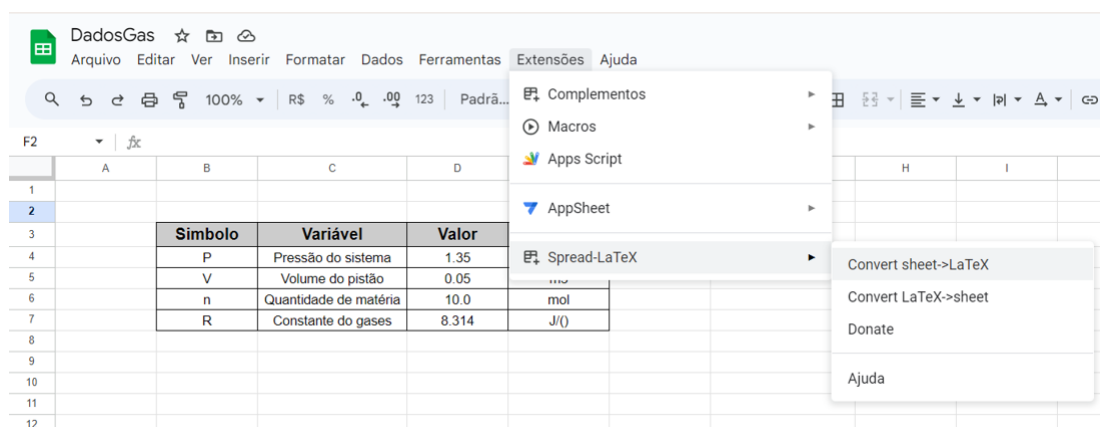 DadosGas
Arquivo Editar Ver Inserir Formatar Dados Ferramentas Extensões Ajuda
100% R$ % .0 .00 123 Padrã...
F2 fx
Complementos
Macros
Apps Script
AppSheet
Spread-LaTeX
Convert sheet->LaTeX
Convert LaTeX->sheet
Donate
Ajuda
A B C D H I
1
2
3 Simbolo Variável Valor
4 P Pressão do sistema 1.35
5 V Volume do pistão 0.05
6 n Quantidade de matéria 10.0 mol
7 R Constante do gases 8.314 J/()
8
9
10
11
12